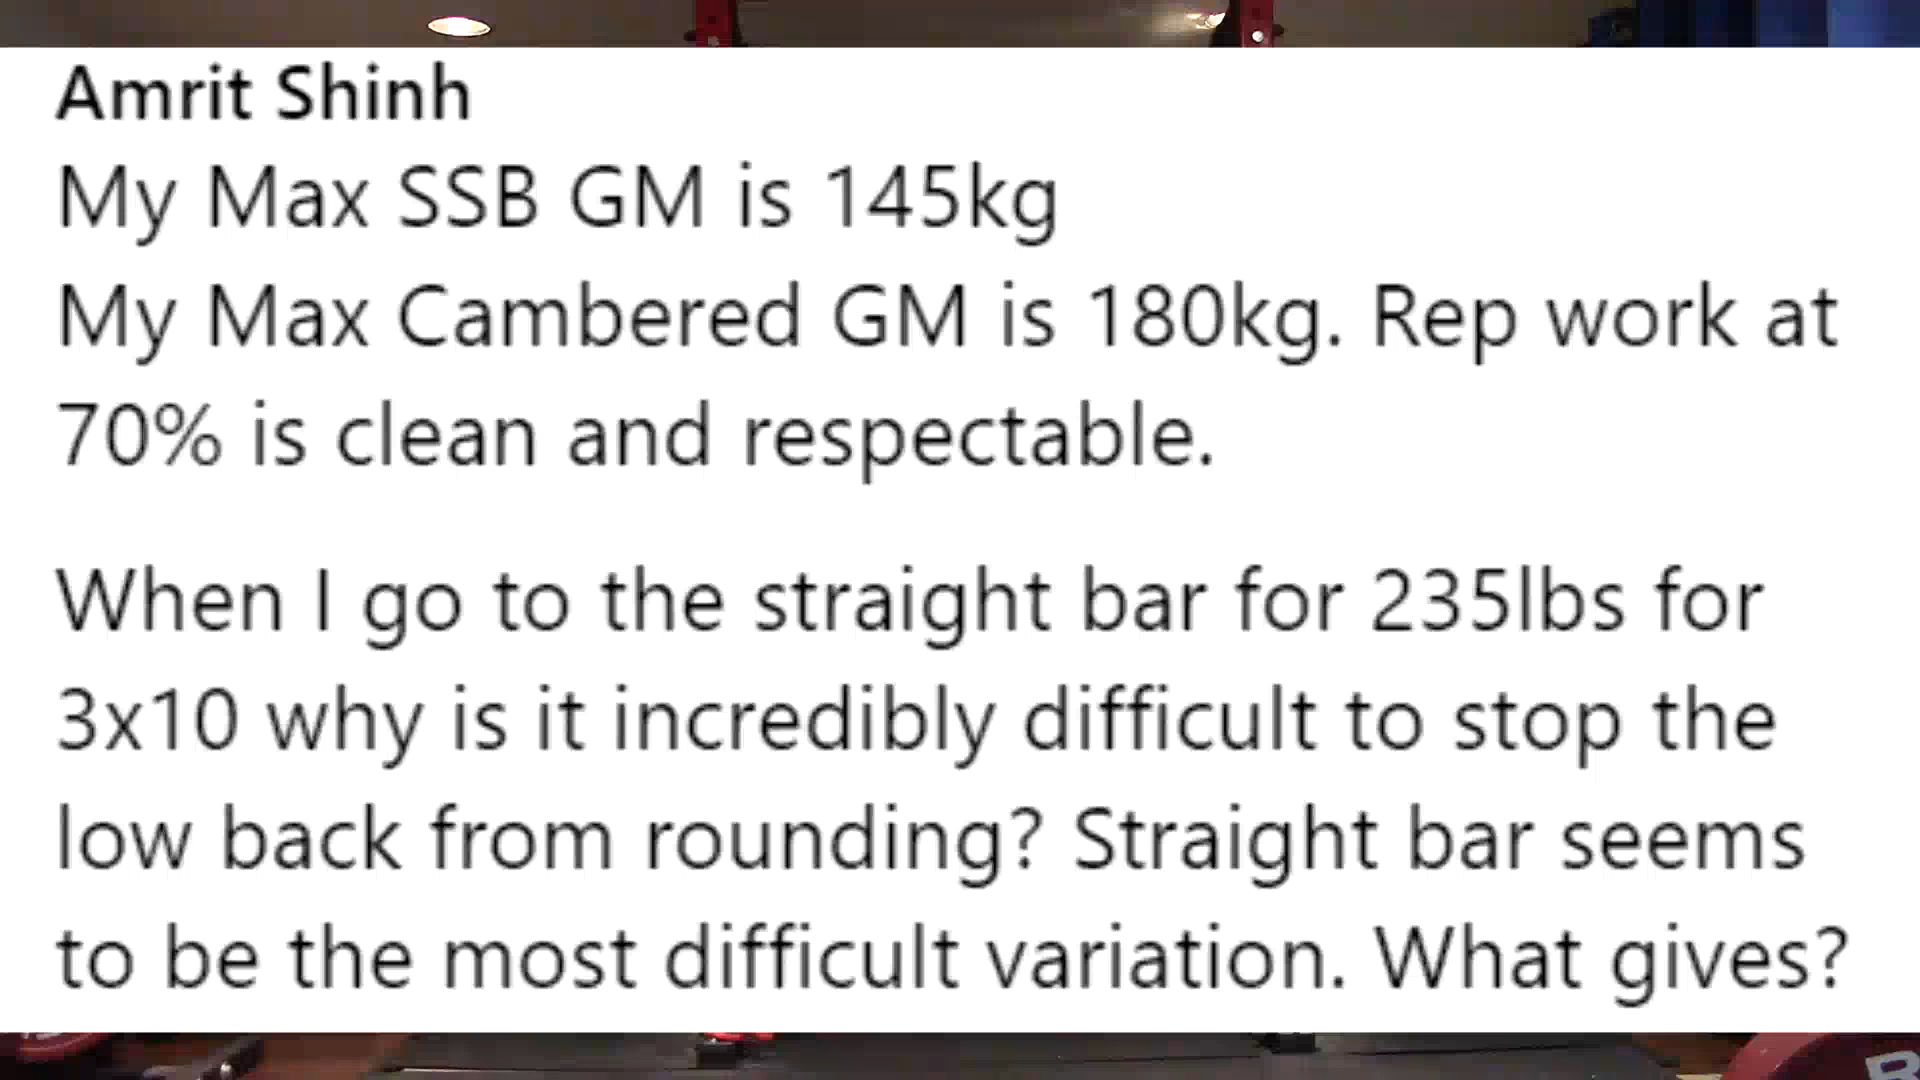 Amrit Shinh
My Max SSB GM is 145kg
My Max Cambered GM is 180kg. Rep work at
70% is clean and respectable.
When I go to the straight bar for 235lbs for
3x10 why is it incredibly difficult to stop the
low back from rounding? Straight bar seems
to be the most difficult variation. What gives?